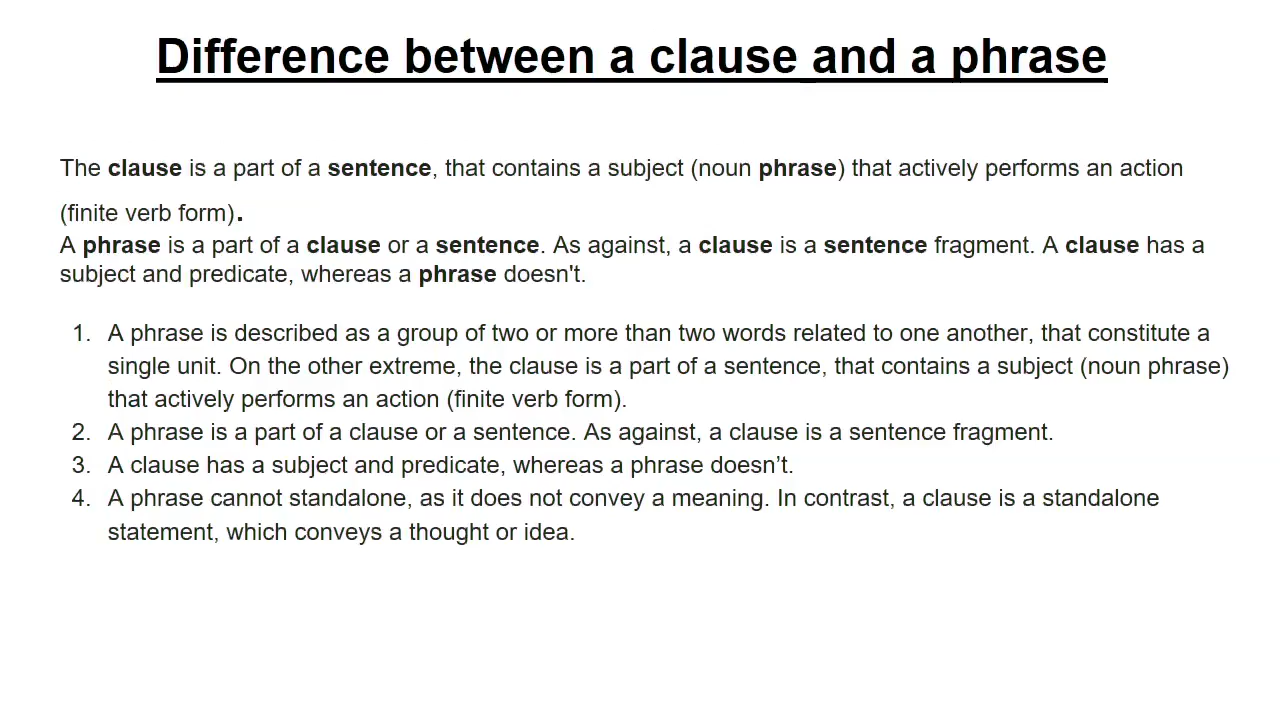 Difference between a clause and a phrase
The clause is a part of a sentence, that contains a subject (noun phrase) that actively performs an action
(finite verb form).
A phrase is a part of a clause or a sentence. As against, a clause is a sentence fragment. A clause has a
subject and predicate, whereas a phrase doesn't.
1. A phrase is described as a group of two or more than two words related to one another, that constitute a
single unit. On the other extreme, the clause is a part of a sentence, that contains a subject (noun phrase)
that actively performs an action (finite verb form).
2. A phrase is a part of a clause or a sentence. As against, a clause is a sentence fragment.
3. A clause has a subject and predicate, whereas a phrase doesn’t.
4. A phrase cannot standalone, as it does not convey a meaning. In contrast, a clause is a standalone
statement, which conveys a thought or idea.